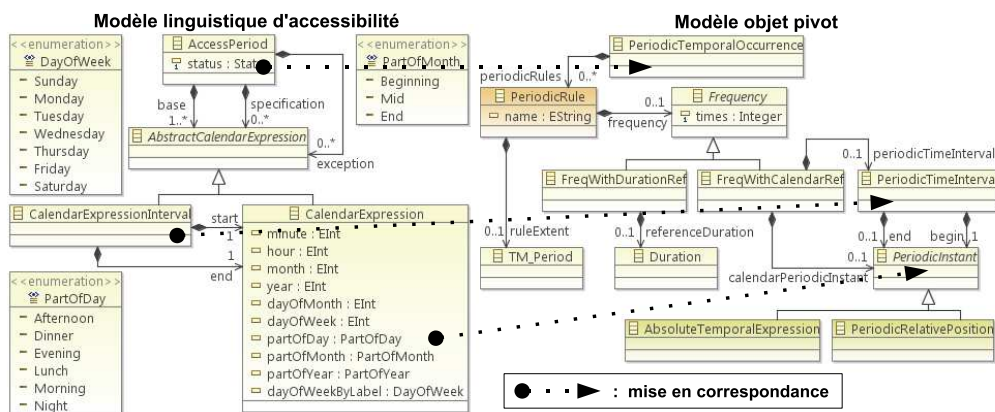 Modèle linguistique d'accessibilité
Modèle objet pivot
<<enumeration>>
DayOfWeek
Sunday
Monday
Tuesday
Wednesday
Thursday
Friday
Saturday
AccessPeriod
status : Stat
base
1..*
specification
0..*
0..*
exception
AbstractCalendarExpression
<<enumeration>>
PartOfMonth
Beginning
Mid
End
CalendarExpressionInterval
start
1
1
end
CalendarExpression
minute : EInt
hour : EInt
month : EInt
year : EInt
dayOfMonth : EInt
dayOfWeek : EInt
partOfDay : PartOfDay
partOfMonth : PartOfMonth
partOfYear : PartOfYear
dayOfWeekByLabel : DayOfWeek
<<enumeration>>
PartOfDay
Afternoon
Dinner
Evening
Lunch
Morning
Night
PeriodicTemporalOccurrence
periodicRules
0..*
PeriodicRule
name : EString
0..1
frequency
Frequency
times : Integer
FreqWithDurationRef
FreqWithCalendarRef
0..1
periodicTimeInterval
PeriodicTimeInterval
0..1
ruleExtent
TM_Period
0..1
referenceDuration
Duration
0..1
end
begin
1
0..1
calendarPeriodicInstant
PeriodicInstant
AbsoluteTemporalExpression
PeriodicRelativePosition
: mise en correspondance